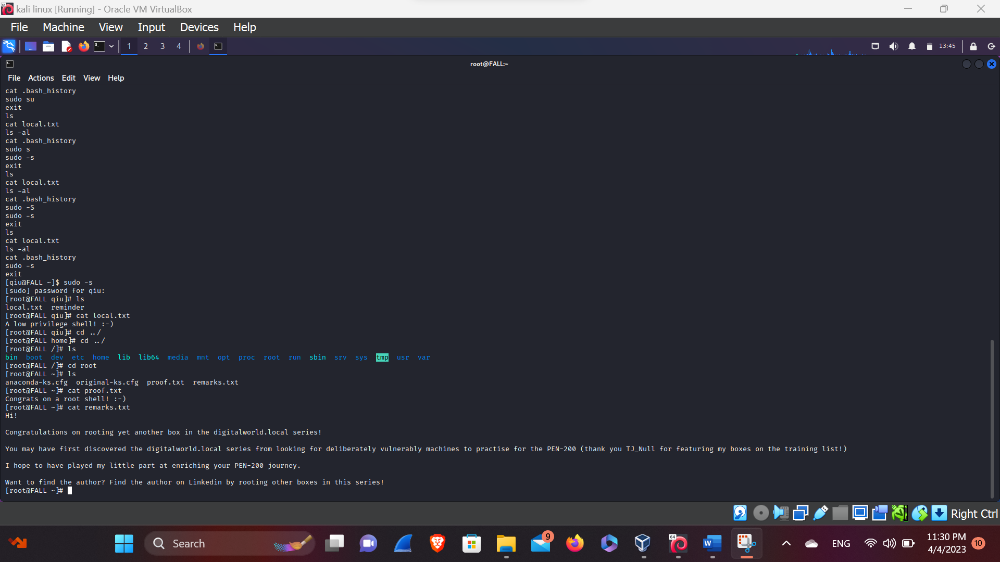 kali linux [Running] - Oracle VM VirtualBox
File Machine View Input Devices Help
1 2 3 4
13:45
root@FALL:~
File Actions Edit View Help
cat .bash_history
sudo su
exit
ls
cat local.txt
ls -al
cat .bash_history
sudo s
sudo -s
exit
ls
cat local.txt
ls -al
cat .bash_history
sudo -S
sudo -s
exit
ls
cat local.txt
ls -al
cat .bash_history
sudo -s
exit
[qiu@FALL ~]$ sudo -s
[sudo] password for qiu:
[root@FALL qiu]# ls
local.txt  reminder
[root@FALL qiu]# cat local.txt
A low privilege shell! :-)
[root@FALL qiu]# cd ../
[root@FALL home]# cd ../
[root@FALL /]# ls
bin  boot  dev  etc  home  lib  lib64  media  mnt  opt  proc  root  run  sbin  srv  sys  tmp  usr  var
[root@FALL /]# cd root
[root@FALL ~]# ls
anaconda-ks.cfg  original-ks.cfg  proof.txt  remarks.txt
[root@FALL ~]# cat proof.txt
Congrats on a root shell! :-)
[root@FALL ~]# cat remarks.txt
Hi!
Congratulations on rooting yet another box in the digitalworld.local series!
You may have first discovered the digitalworld.local series from looking for deliberately vulnerably machines to practise for the PEN-200 (thank you TJ_Null for featuring my boxes on the training list!)
I hope to have played my little part at enriching your PEN-200 journey.
Want to find the author? Find the author on Linkedin by rooting other boxes in this series!
[root@FALL ~]#
Right Ctrl
Search
9
64
W
ENG
11:30 PM
4/4/2023
10